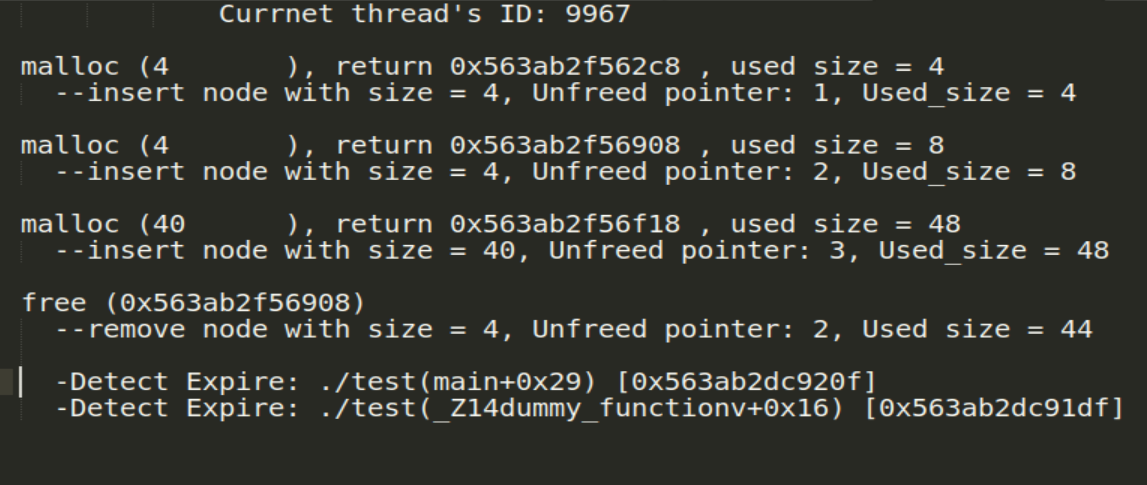 Currnet thread's ID: 9967
malloc (4       ), return 0x563ab2f562c8 , used size = 4
--insert node with size = 4, Unfreed pointer: 1, Used_size = 4
malloc (4       ), return 0x563ab2f56908 , used size = 8
--insert node with size = 4, Unfreed pointer: 2, Used_size = 8
malloc (40      ), return 0x563ab2f56f18 , used size = 48
--insert node with size = 40, Unfreed pointer: 3, Used_size = 48
free (0x563ab2f56908)
--remove node with size = 4, Unfreed pointer: 2, Used size = 44
-Detect Expire: ./test(main+0x29) [0x563ab2dc920f]
-Detect Expire: ./test(_Z14dummy_functionv+0x16) [0x563ab2dc91df]